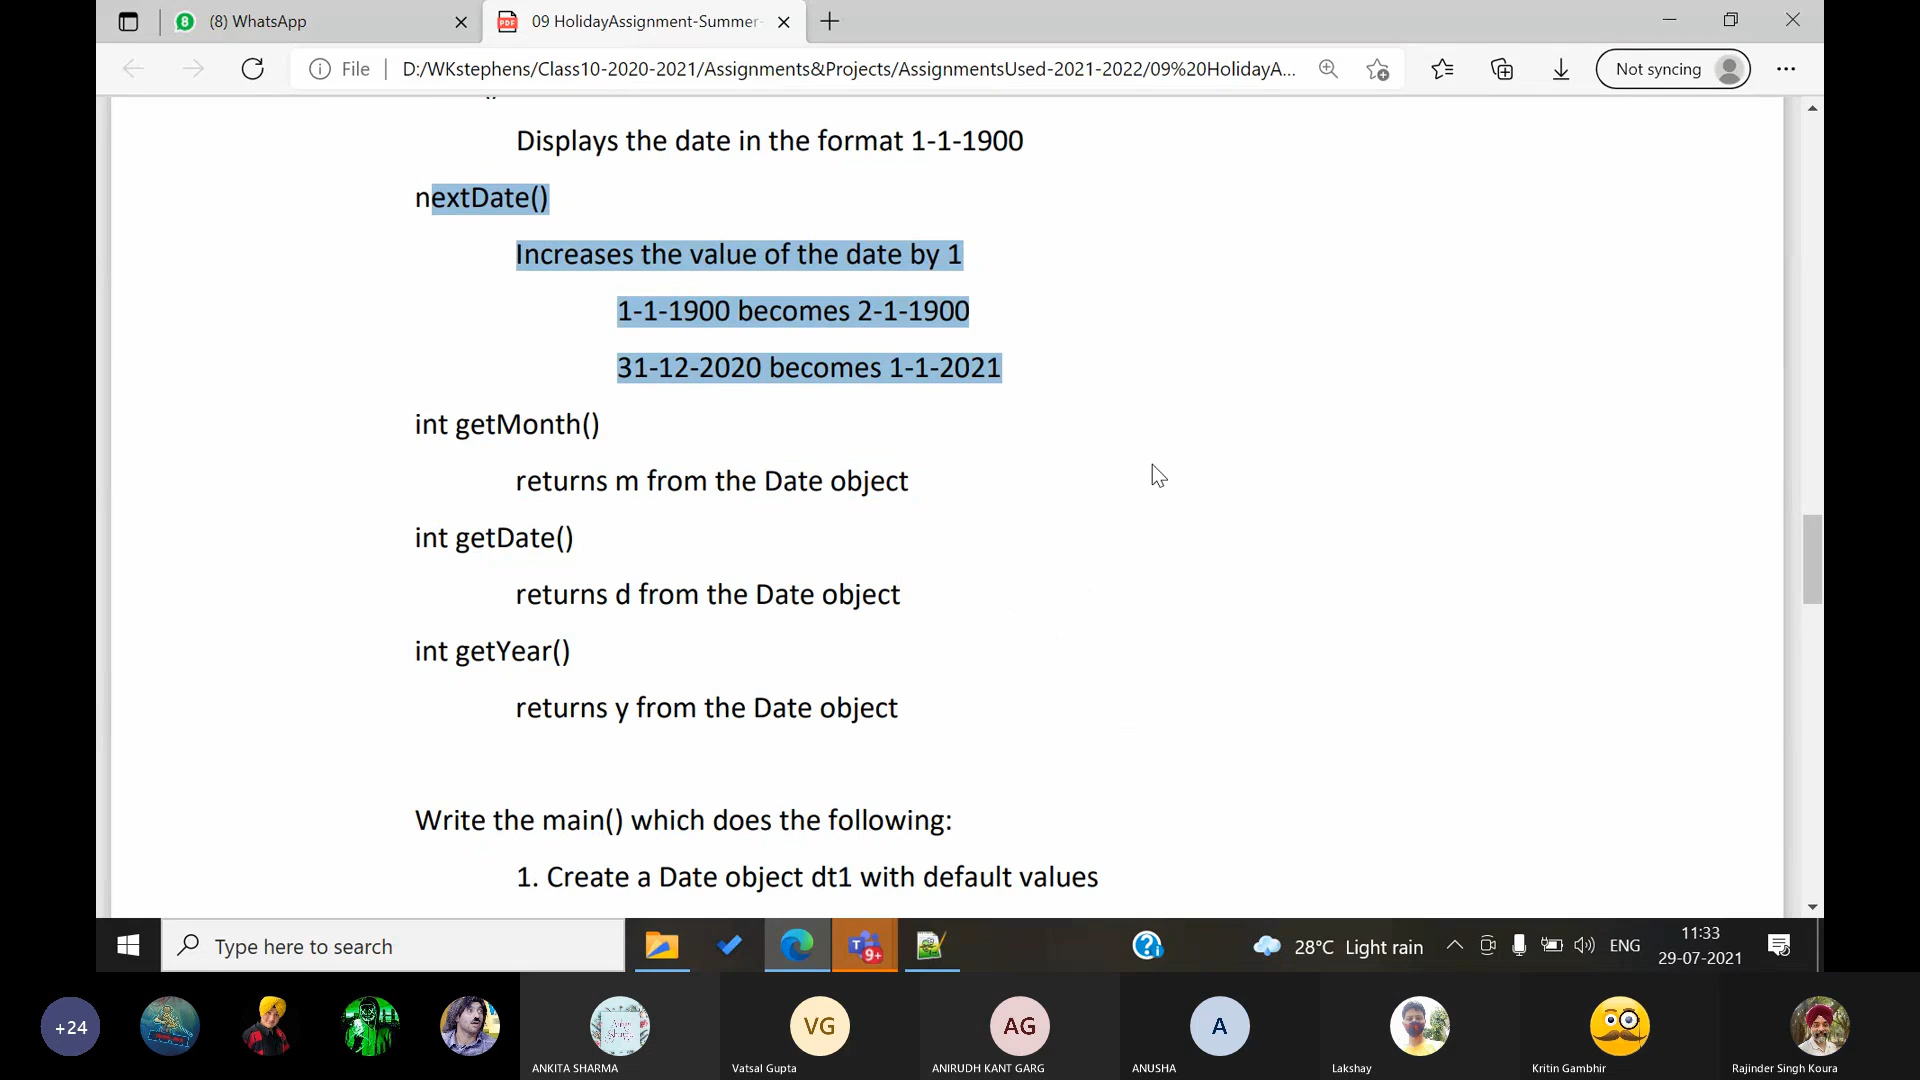 (8) WhatsApp
09 HolidayAssignment-Summer-
File
D:/WKstephens/Class10-2020-2021/Assignments&Projects/AssignmentsUsed-2021-2022/09%20HolidayA...
Not syncing
Displays the date in the format 1-1-1900
nextDate()
Increases the value of the date by 1
1-1-1900 becomes 2-1-1900
31-12-2020 becomes 1-1-2021
int getMonth()
returns m from the Date object
int getDate()
returns d from the Date object
int getYear()
returns y from the Date object
Write the main() which does the following:
1. Create a Date object dt1 with default values
Type here to search
9+
28°C Light rain
ENG
11:33
29-07-2021
+24
VG
AG
A
ANKITA SHARMA
Vatsal Gupta
ANIRUDH KANT GARG
ANUSHA
Lakshay
Kritin Gambhir
Rajinder Singh Koura